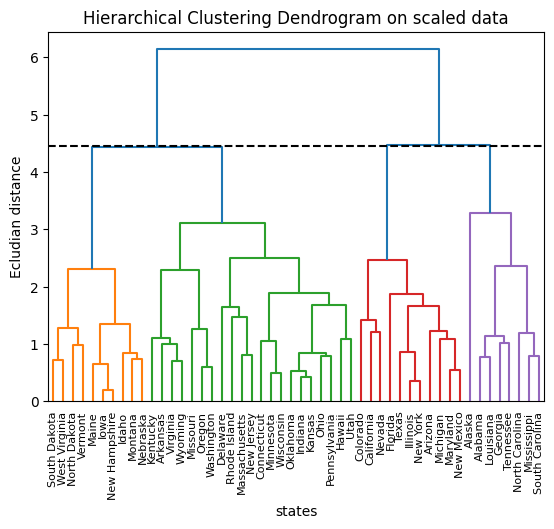 Hierarchical Clustering Dendrogram on scaled data
6
5
4
3
2
1
0
Ecludian distance
South Dakota
West Virginia
North Dakota
Vermont
Maine
Iowa
New Hampshire
Idaho
Montana
Nebraska
Kentucky
Arkansas
Virginia
Wyoming
Missouri
Oregon
Washington
Delaware
Rhode Island
Massachusetts
New Jersey
Connecticut
Minnesota
Wisconsin
Oklahoma
Indiana
Kansas
Ohio
Pennsylvania
Hawaii
Utah
Colorado
California
Nevada
Florida
Texas
Illinois
New York
Arizona
Michigan
Maryland
New Mexico
Alaska
Alabama
Louisiana
Georgia
Tennessee
North Carolina
Mississippi
South Carolina
states